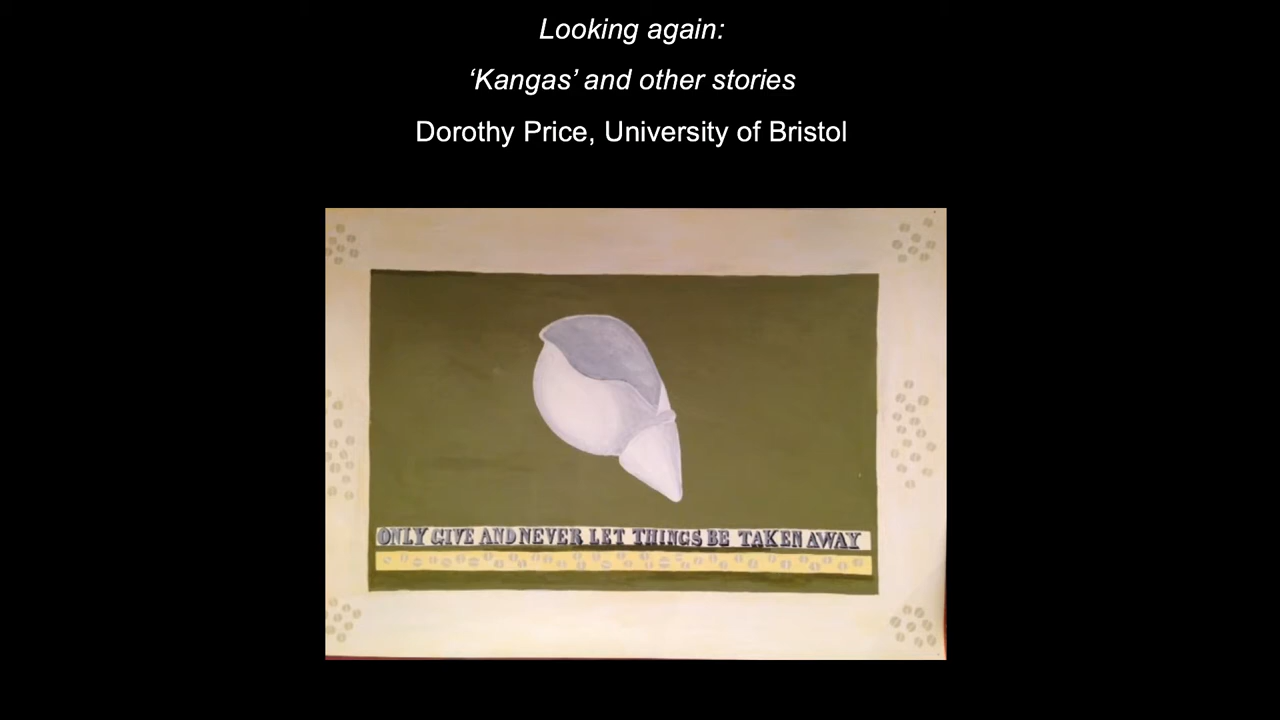 Looking again:
‘Kangas’ and other stories
Dorothy Price, University of Bristol
ONLY GIVE AND NEVER LET THINGS BE TAKEN AWAY